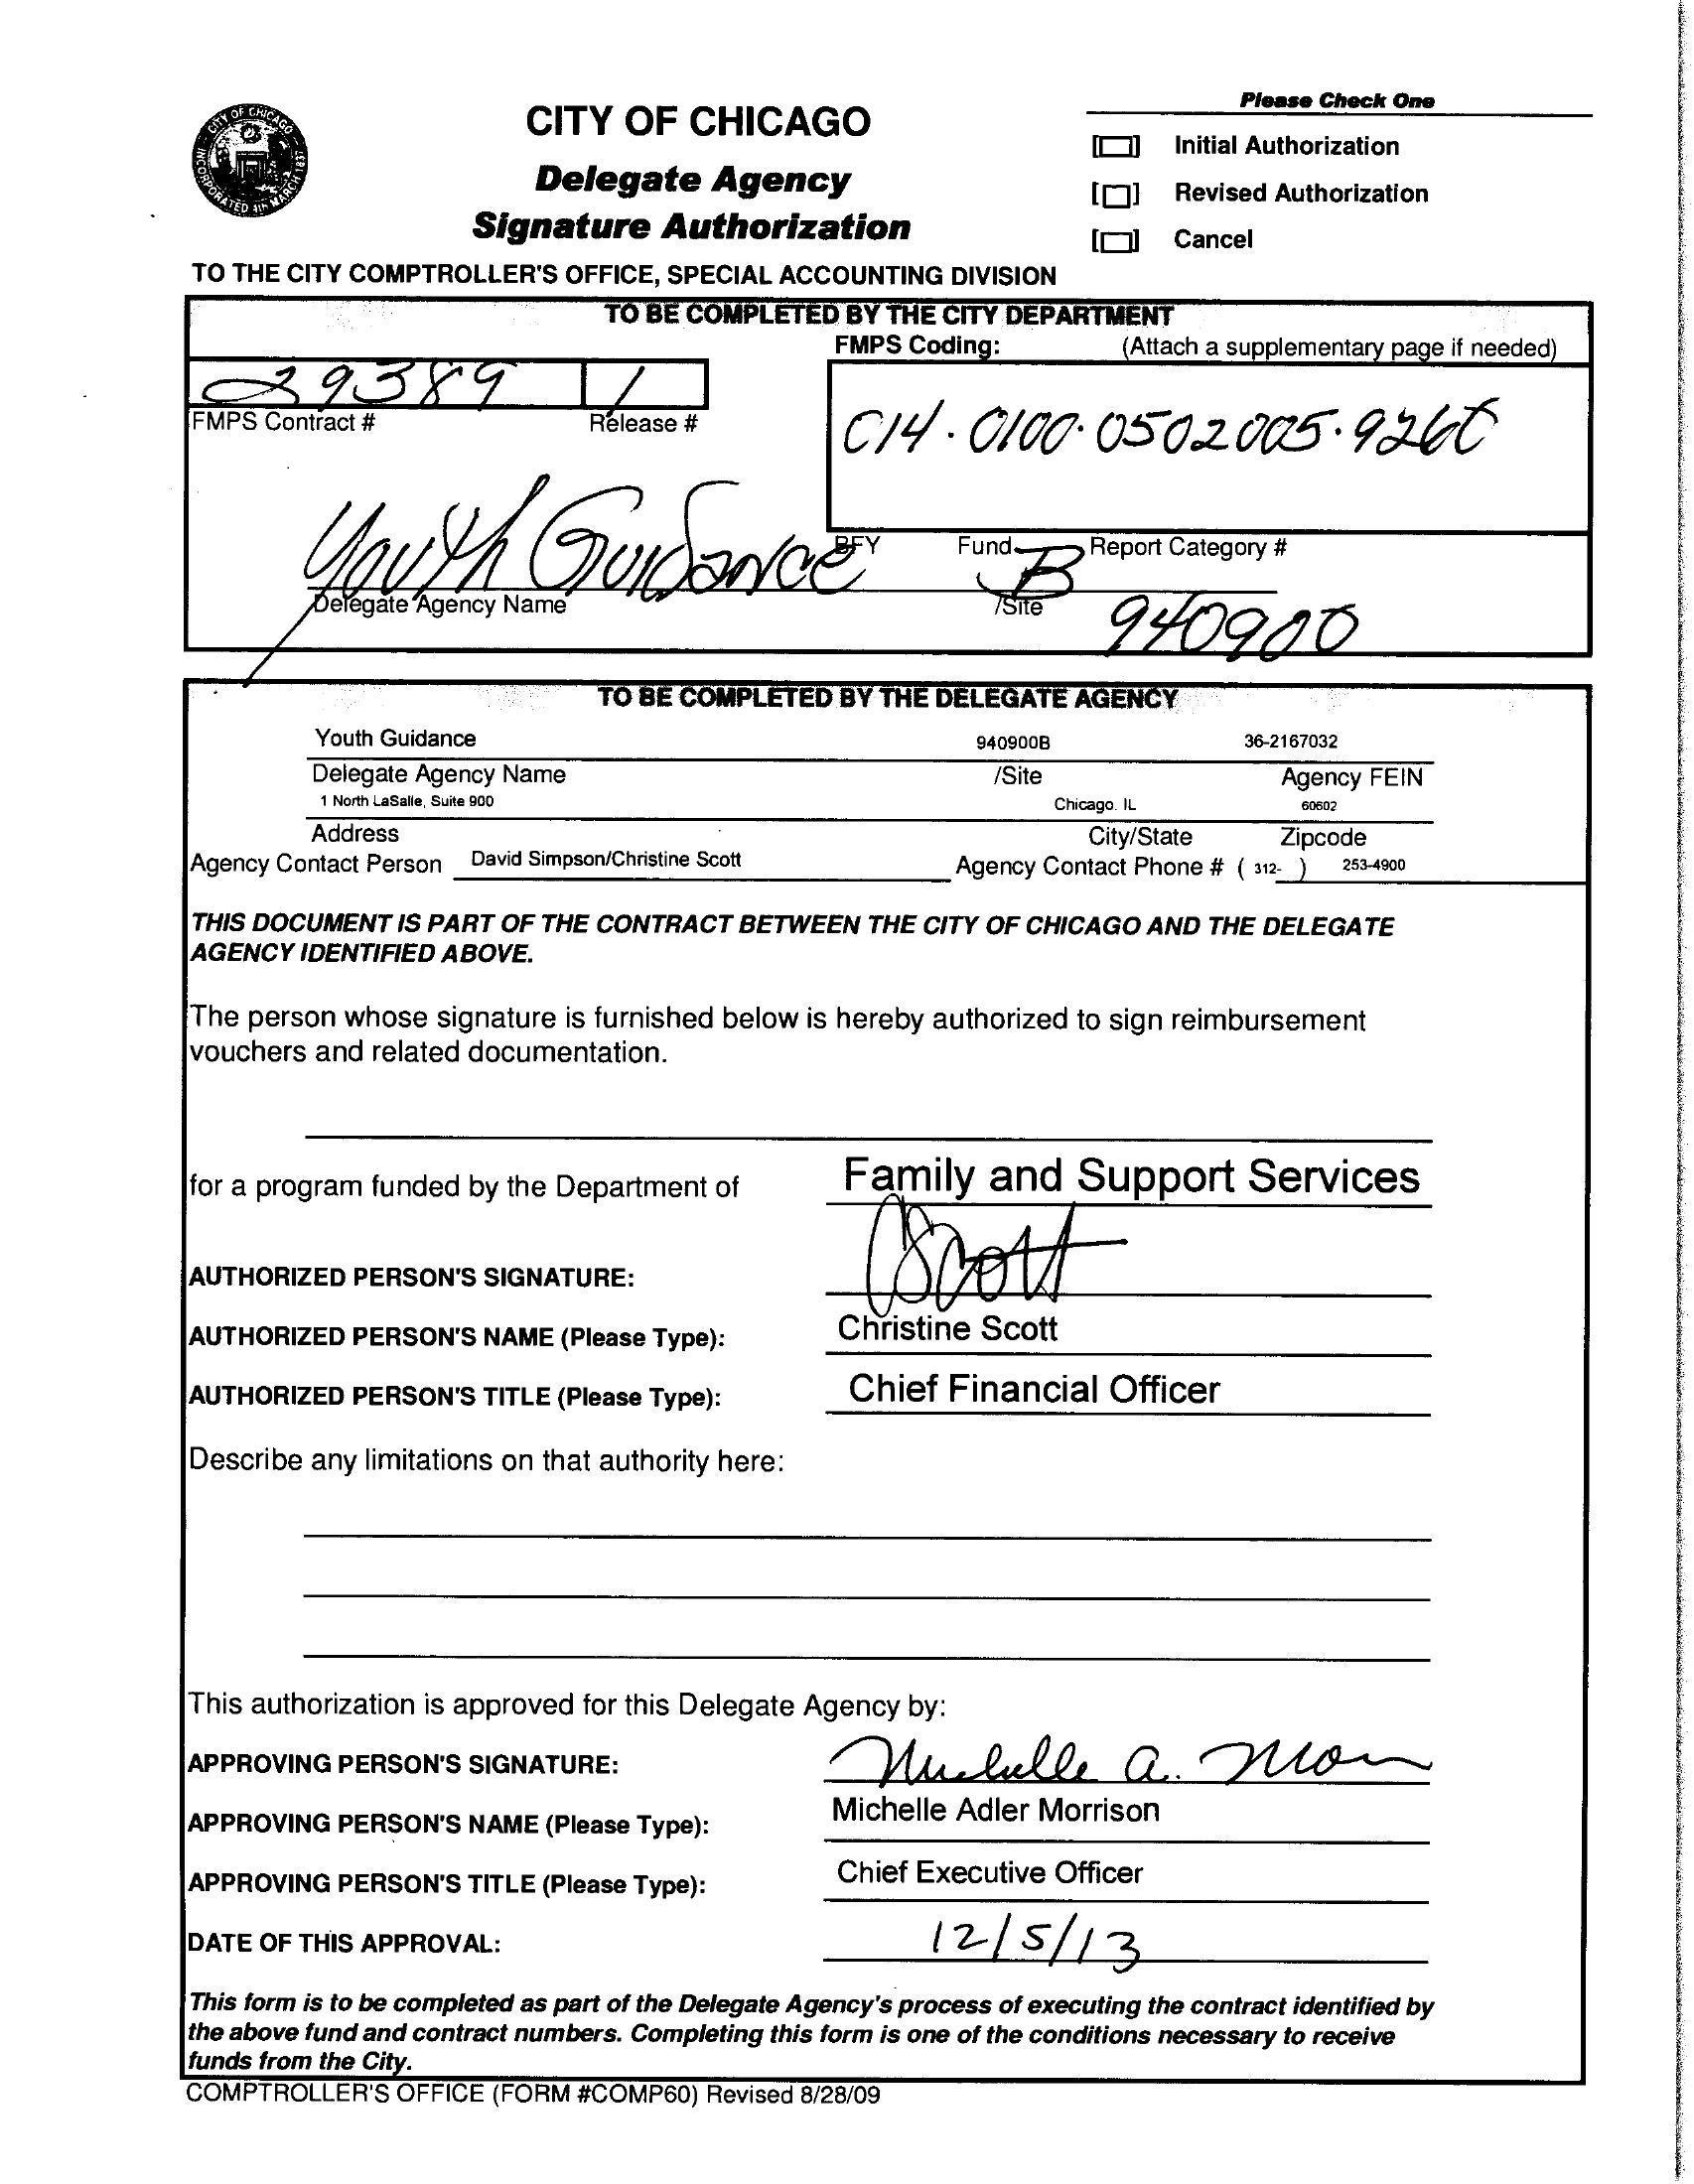 CITY OF CHICAGO
INCORPORATED 4th MARCH 1837
CITY OF CHICAGO
Delegate Agency
Signature Authorization
Please Check One
[ ] Initial Authorization
[ ] Revised Authorization
[ ] Cancel
TO THE CITY COMPTROLLER'S OFFICE, SPECIAL ACCOUNTING DIVISION
TO BE COMPLETED BY THE CITY DEPARTMENT
FMPS Coding: (Attach a supplementary page if needed)
29389 1
FMPS Contract # Release #
C14.0100.0502005.9260
BFY Fund Report Category #
Youth Guidance B
Delegate Agency Name /Site
940900
TO BE COMPLETED BY THE DELEGATE AGENCY
Youth Guidance 940900B 36-2167032
Delegate Agency Name /Site Agency FEIN
1 North LaSalle, Suite 900 Chicago. IL 60602
Address City/State Zipcode
Agency Contact Person David Simpson/Christine Scott Agency Contact Phone # ( 312- ) 253-4900
THIS DOCUMENT IS PART OF THE CONTRACT BETWEEN THE CITY OF CHICAGO AND THE DELEGATE
AGENCY IDENTIFIED ABOVE.
The person whose signature is furnished below is hereby authorized to sign reimbursement
vouchers and related documentation.
for a program funded by the Department of Family and Support Services
AUTHORIZED PERSON'S SIGNATURE: CScott
AUTHORIZED PERSON'S NAME (Please Type): Christine Scott
AUTHORIZED PERSON'S TITLE (Please Type): Chief Financial Officer
Describe any limitations on that authority here:
This authorization is approved for this Delegate Agency by:
APPROVING PERSON'S SIGNATURE: Michelle A. Mor
APPROVING PERSON'S NAME (Please Type): Michelle Adler Morrison
APPROVING PERSON'S TITLE (Please Type): Chief Executive Officer
DATE OF THIS APPROVAL: 12/5/13
This form is to be completed as part of the Delegate Agency's process of executing the contract identified by
the above fund and contract numbers. Completing this form is one of the conditions necessary to receive
funds from the City.
COMPTROLLER'S OFFICE (FORM #COMP60) Revised 8/28/09